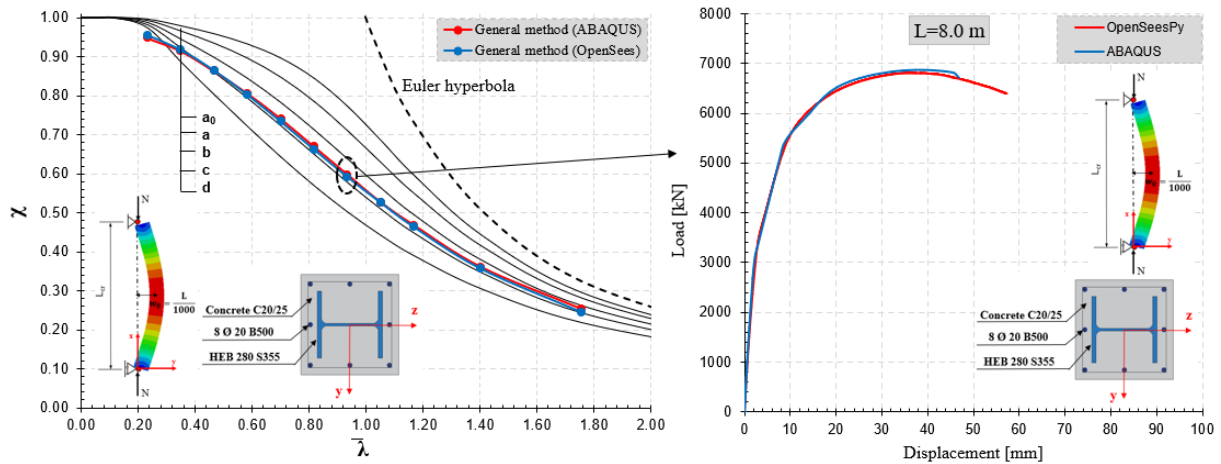 1.00
0.90
0.80
0.70
0.60
0.50
0.40
0.30
0.20
0.10
0.00
χ
0.00 0.20 0.40 0.60 0.80 1.00 1.20 1.40 1.60 1.80 2.00
λ̅
General method (ABAQUS)
General method (OpenSees)
Euler hyperbola
a₀
a
b
c
d
N
L
1000
x
y
N
Concrete C20/25
8 Ø 20 B500
HEB 280 S355
z
y
8000
7000
6000
5000
4000
3000
2000
1000
0
Load [kN]
0 10 20 30 40 50 60 70 80 90 100
Displacement [mm]
L=8.0 m
OpenSeesPy
ABAQUS
N
L
1000
N
Concrete C20/25
8 Ø 20 B500
HEB 280 S355
z
y